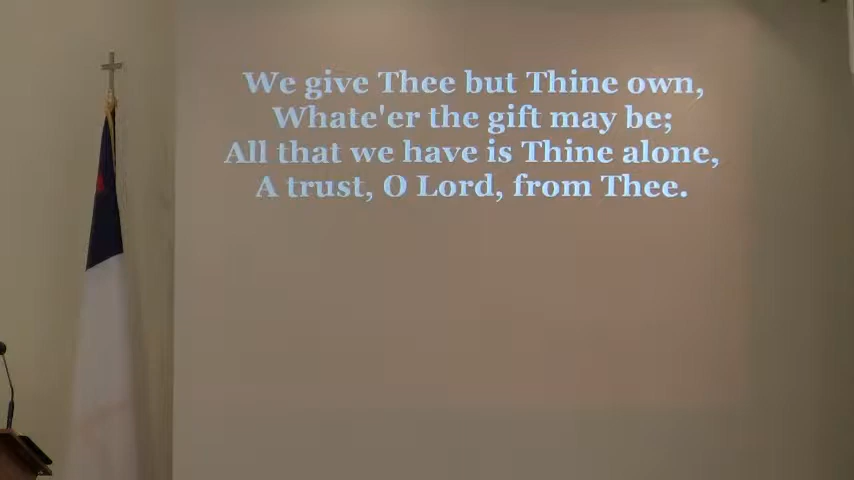 We give Thee but Thine own,
Whate'er the gift may be;
All that we have is Thine alone,
A trust, O Lord, from Thee.